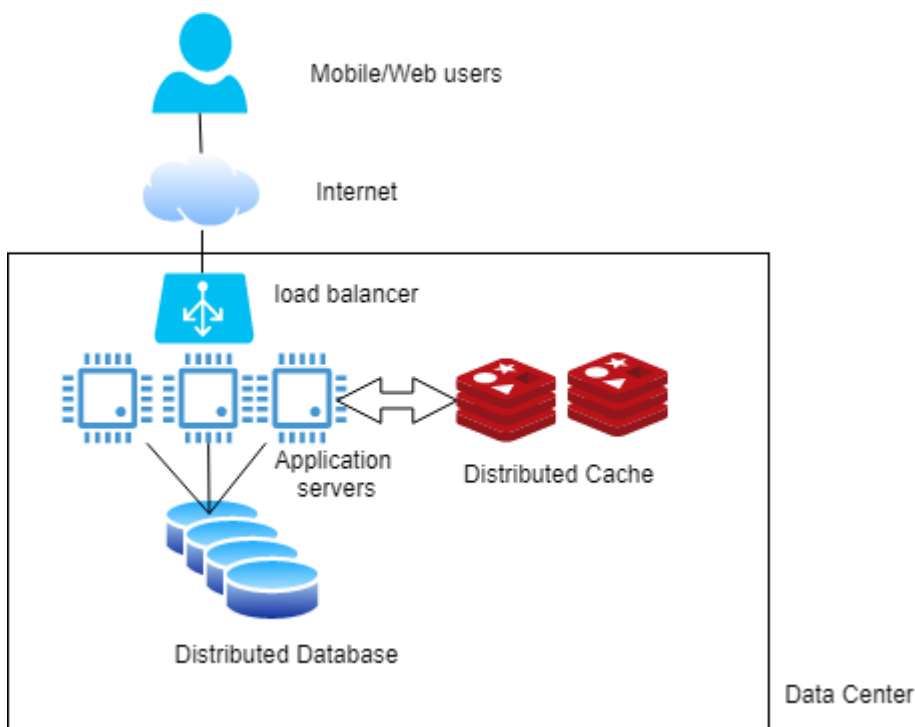 Mobile/Web users
Internet
load balancer
Application
servers
Distributed Cache
Distributed Database
Data Center